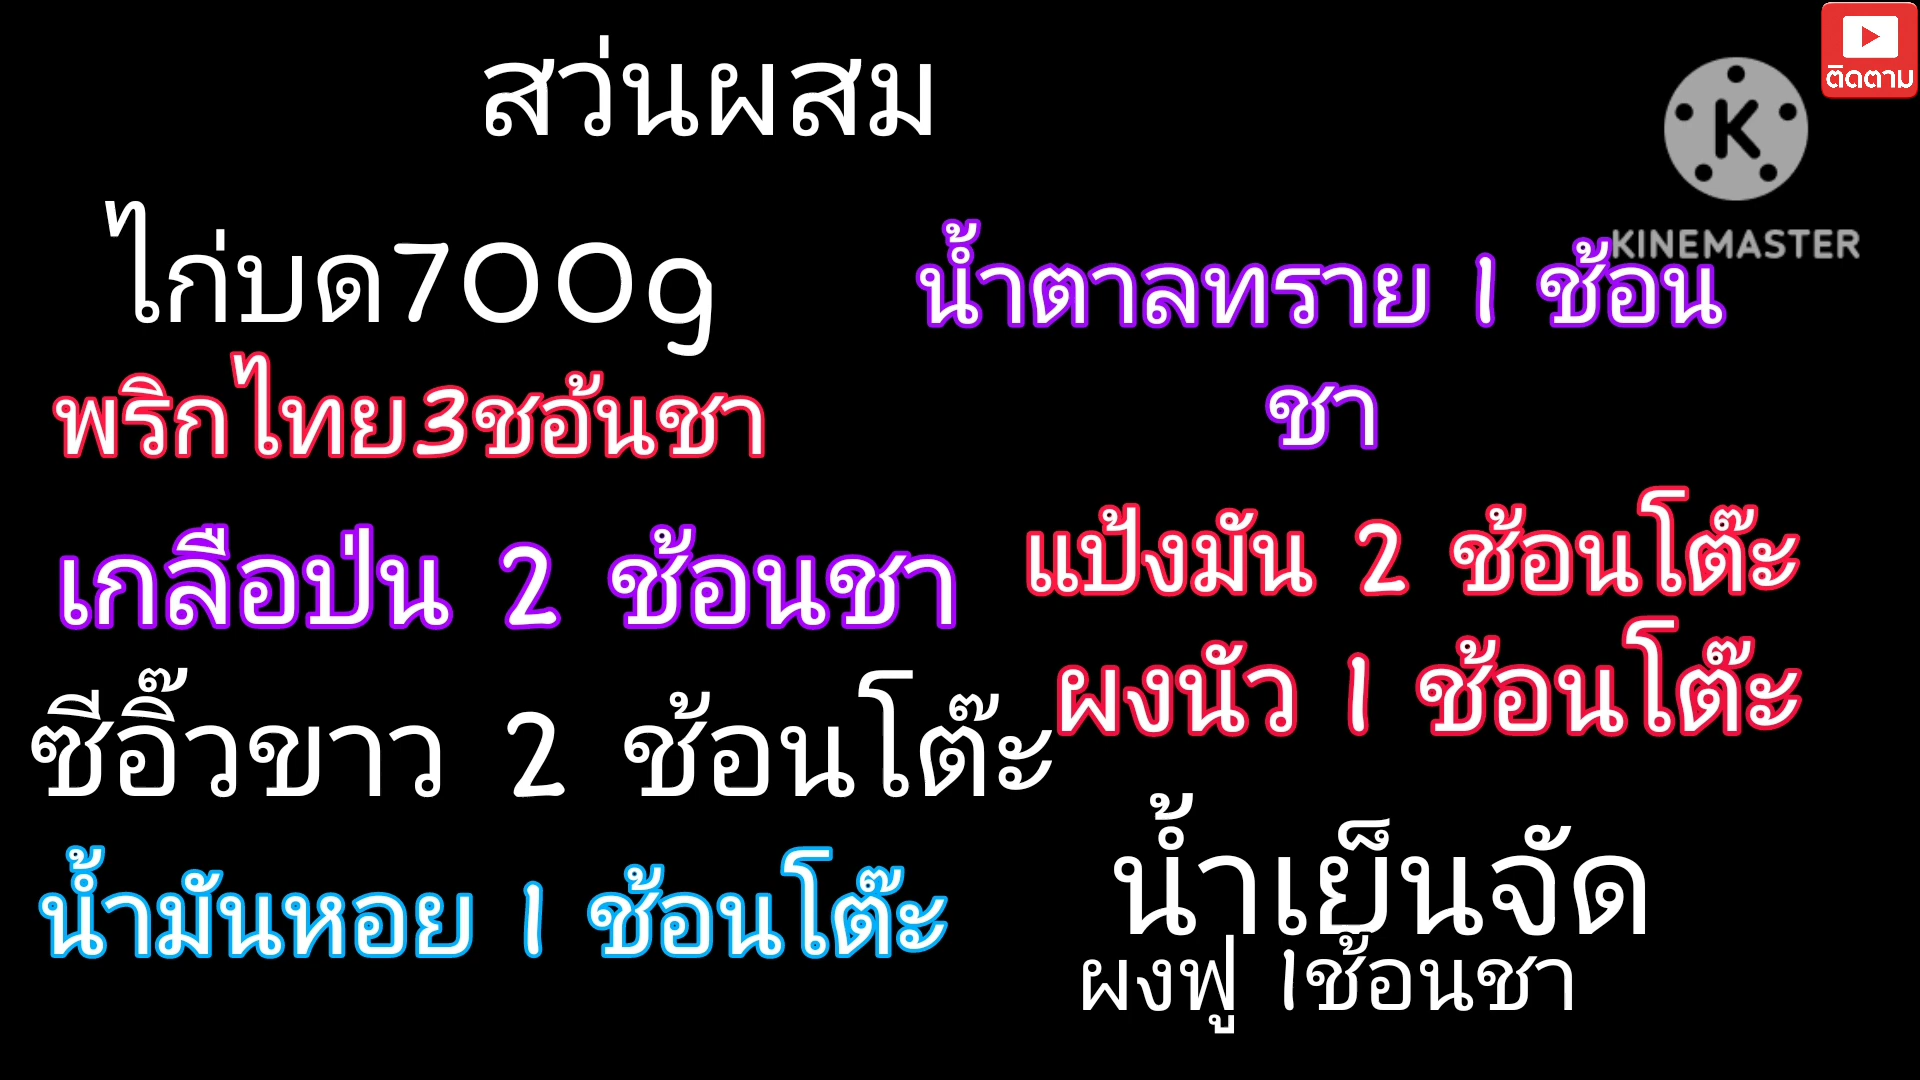 สว่นผสม
ไก่บด700g
พริกไทย3ชอ้นชา
เกลือป่น 2 ช้อนชา
ซีอิ๊วขาว 2 ช้อนโต๊ะ
น้ำมันหอย 1 ช้อนโต๊ะ
น้ำตาลทราย 1 ช้อน
ชา
แป้งมัน 2 ช้อนโต๊ะ
ผงนัว 1 ช้อนโต๊ะ
น้ำเย็นจัด
ผงฟู 1ช้อนชา
ติดตาม
K
KINEMASTER